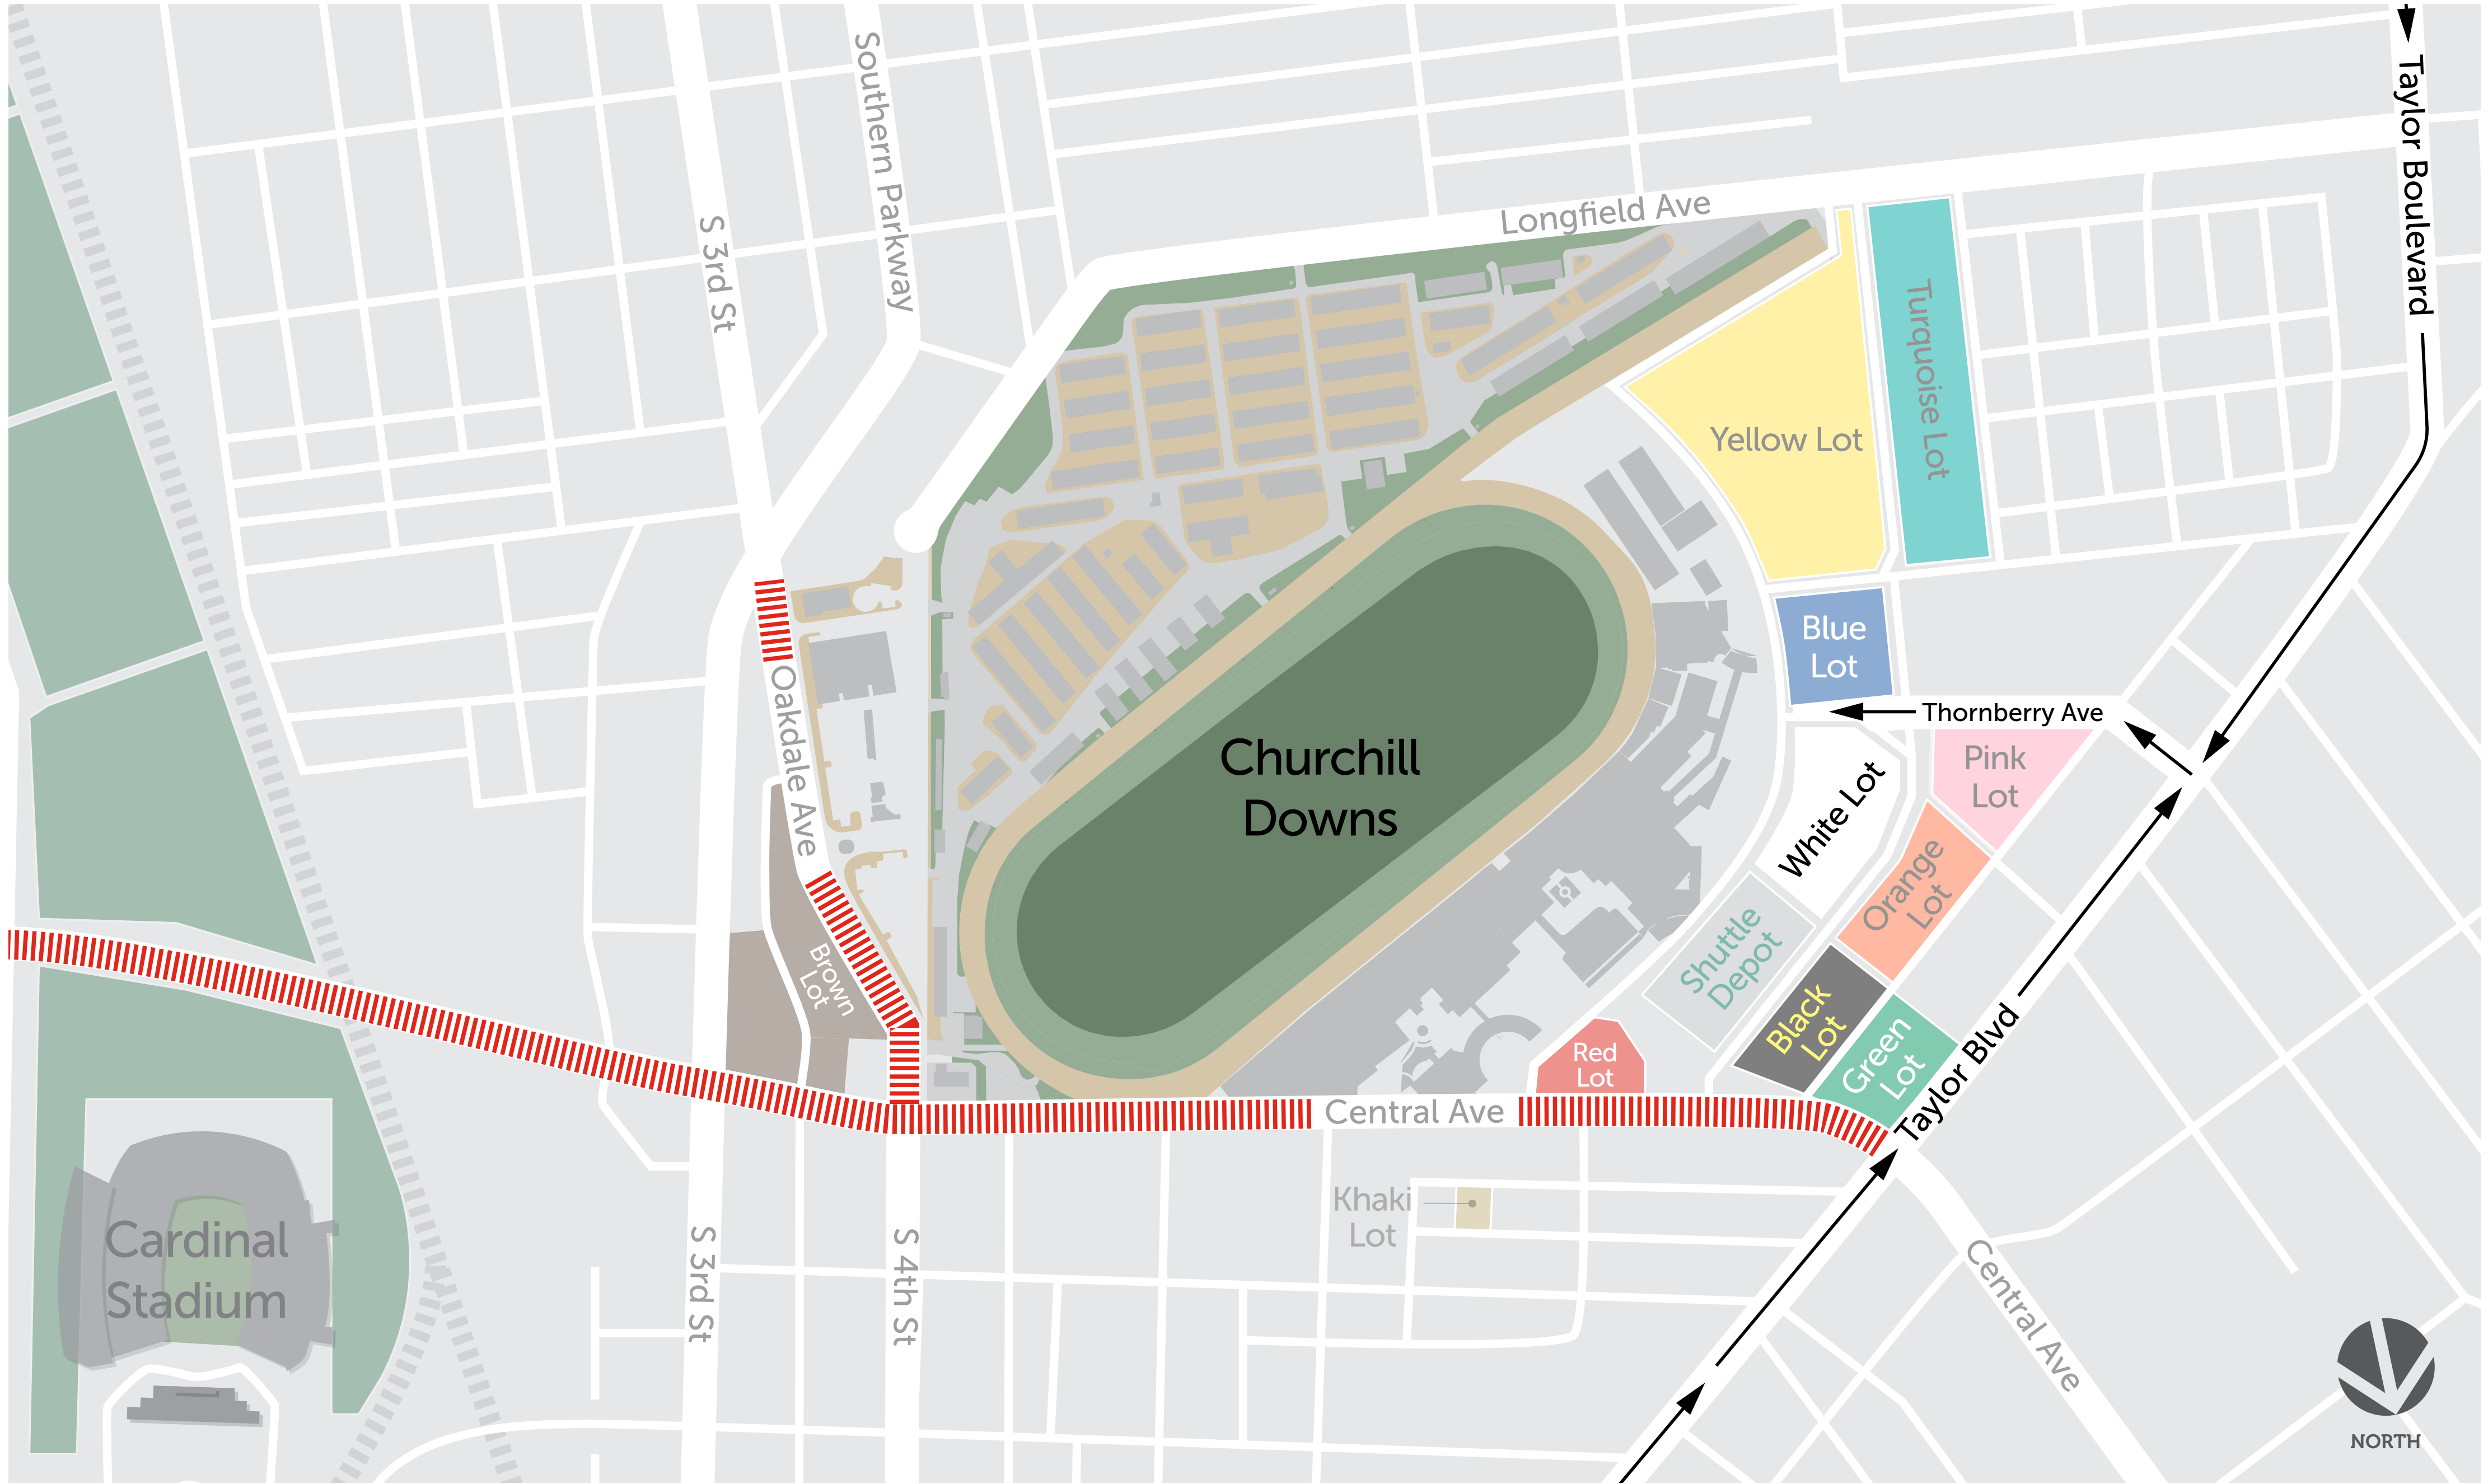 Southern Parkway
Taylor Boulevard
S 3rd St
Longfield Ave
Turquoise Lot
Yellow Lot
Blue
Lot
Oakdale Ave
Thornberry Ave
Churchill
Downs
Pink
Lot
White Lot
Orange
Lot
Shuttle
Depot
Brown
Lot
Black
Lot
Green
Lot
Red
Lot
Taylor Blvd
Central Ave
Khaki
Lot
Cardinal
Stadium
S 3rd St
S 4th St
Central Ave
NORTH